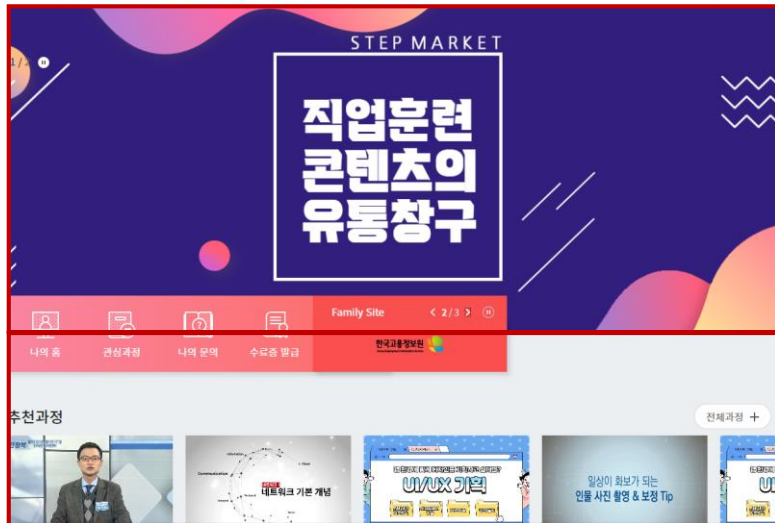 STEP MARKET
직업훈련
콘텐츠의
유통창구
Family Site
2/3
나의 홈
관심과정
나의 문의
수료증 발급
한국고용정보원
추천과정
전체과정 +
Communication
네트워크 기본 개념
UI/UX 기획
일상이 화보가 되는
인물 사진 촬영 & 보정 Tip